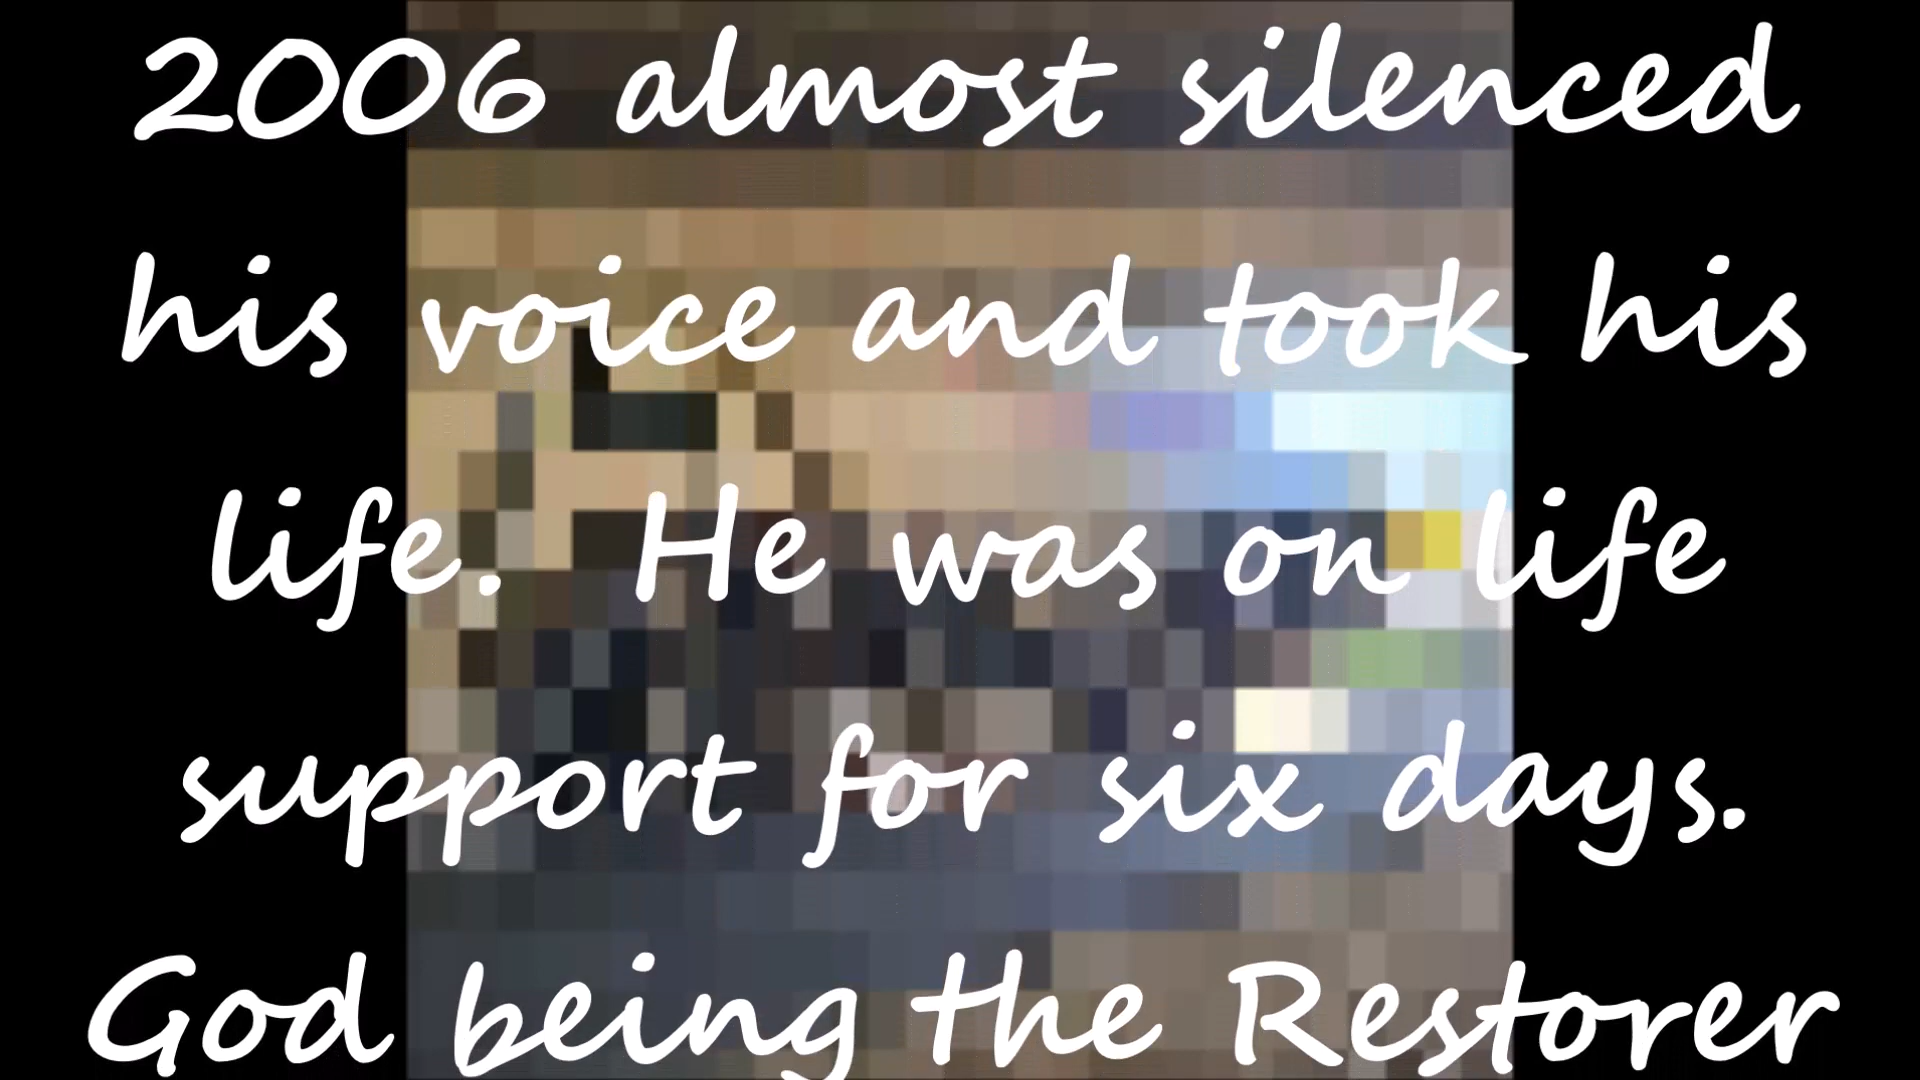 2006 almost silenced
his voice and took his
life.  He was on life
support for six days.
God being the Restorer